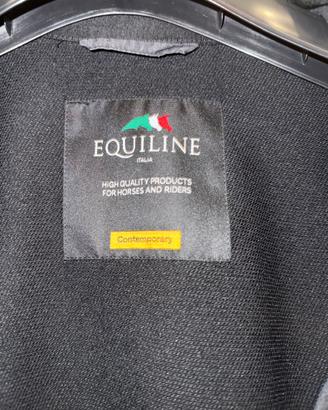 EQUILINE
ITALIA
HIGH QUALITY PRODUCTS
FOR HORSES AND RIDERS
Contemporary